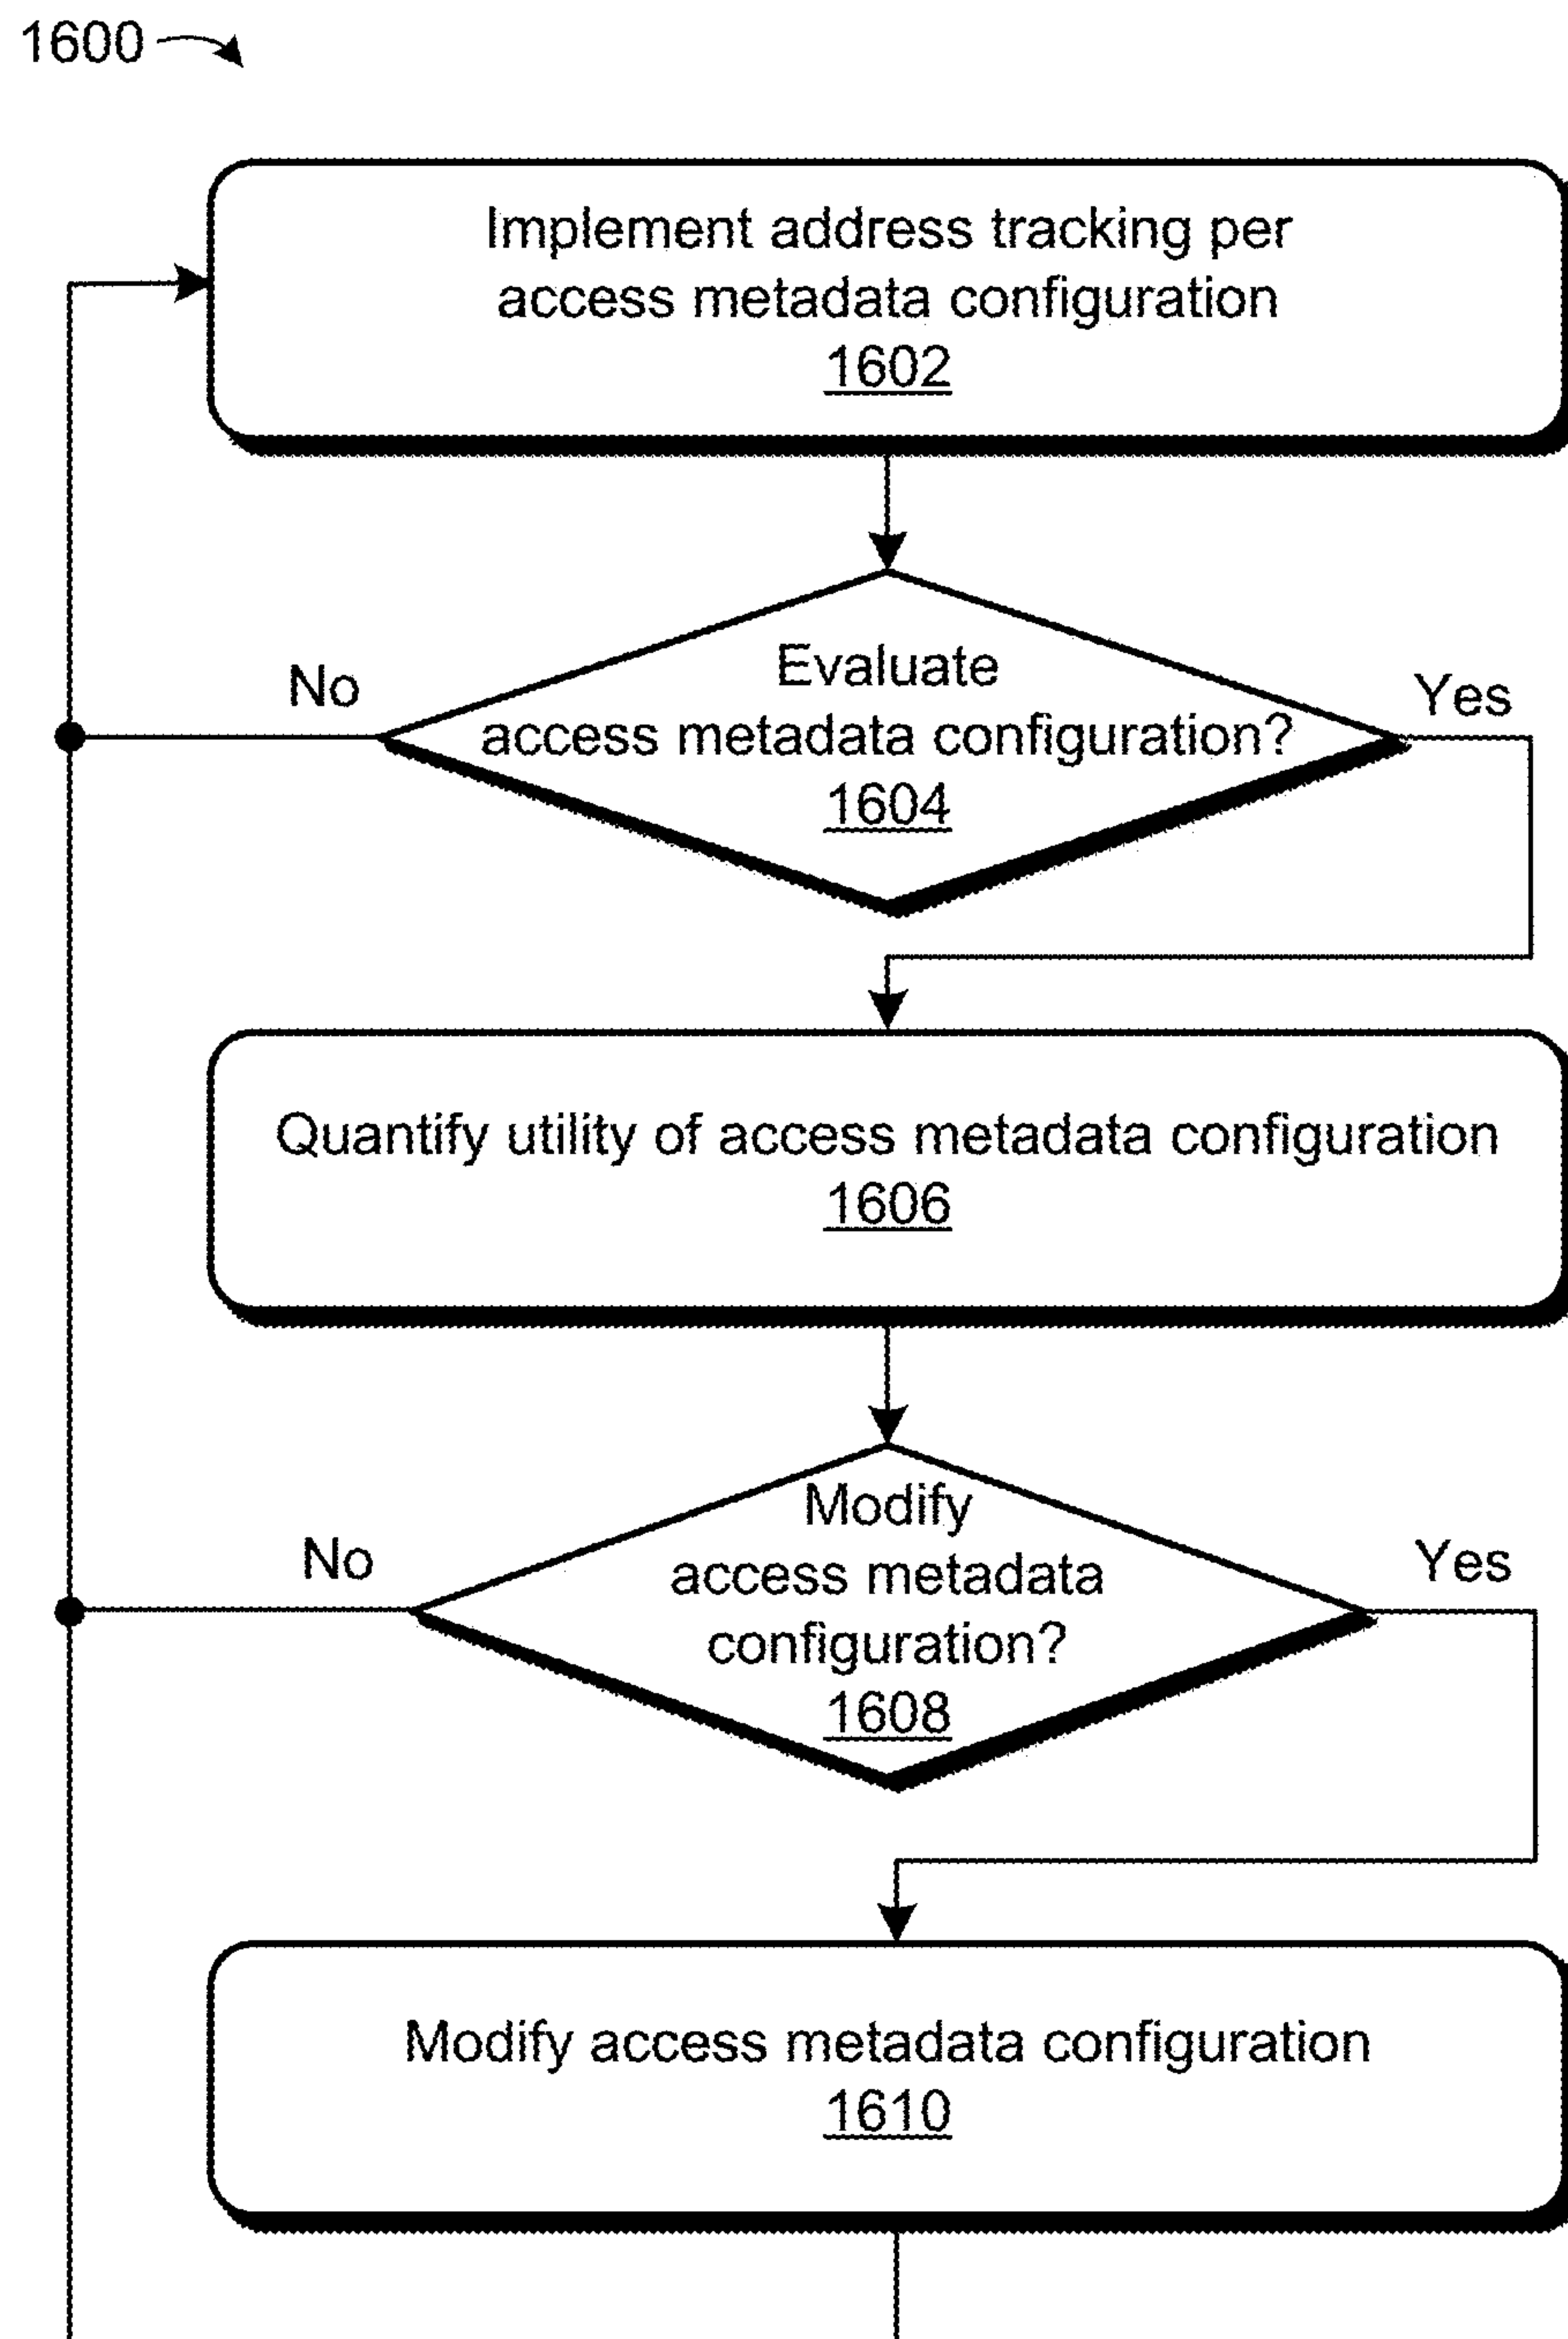 1600
Implement address tracking per
access metadata configuration
1602
Evaluate
access metadata configuration?
1604
No
Yes
Quantify utility of access metadata configuration
1606
Modify
access metadata
configuration?
1608
No
Yes
Modify access metadata configuration
1610